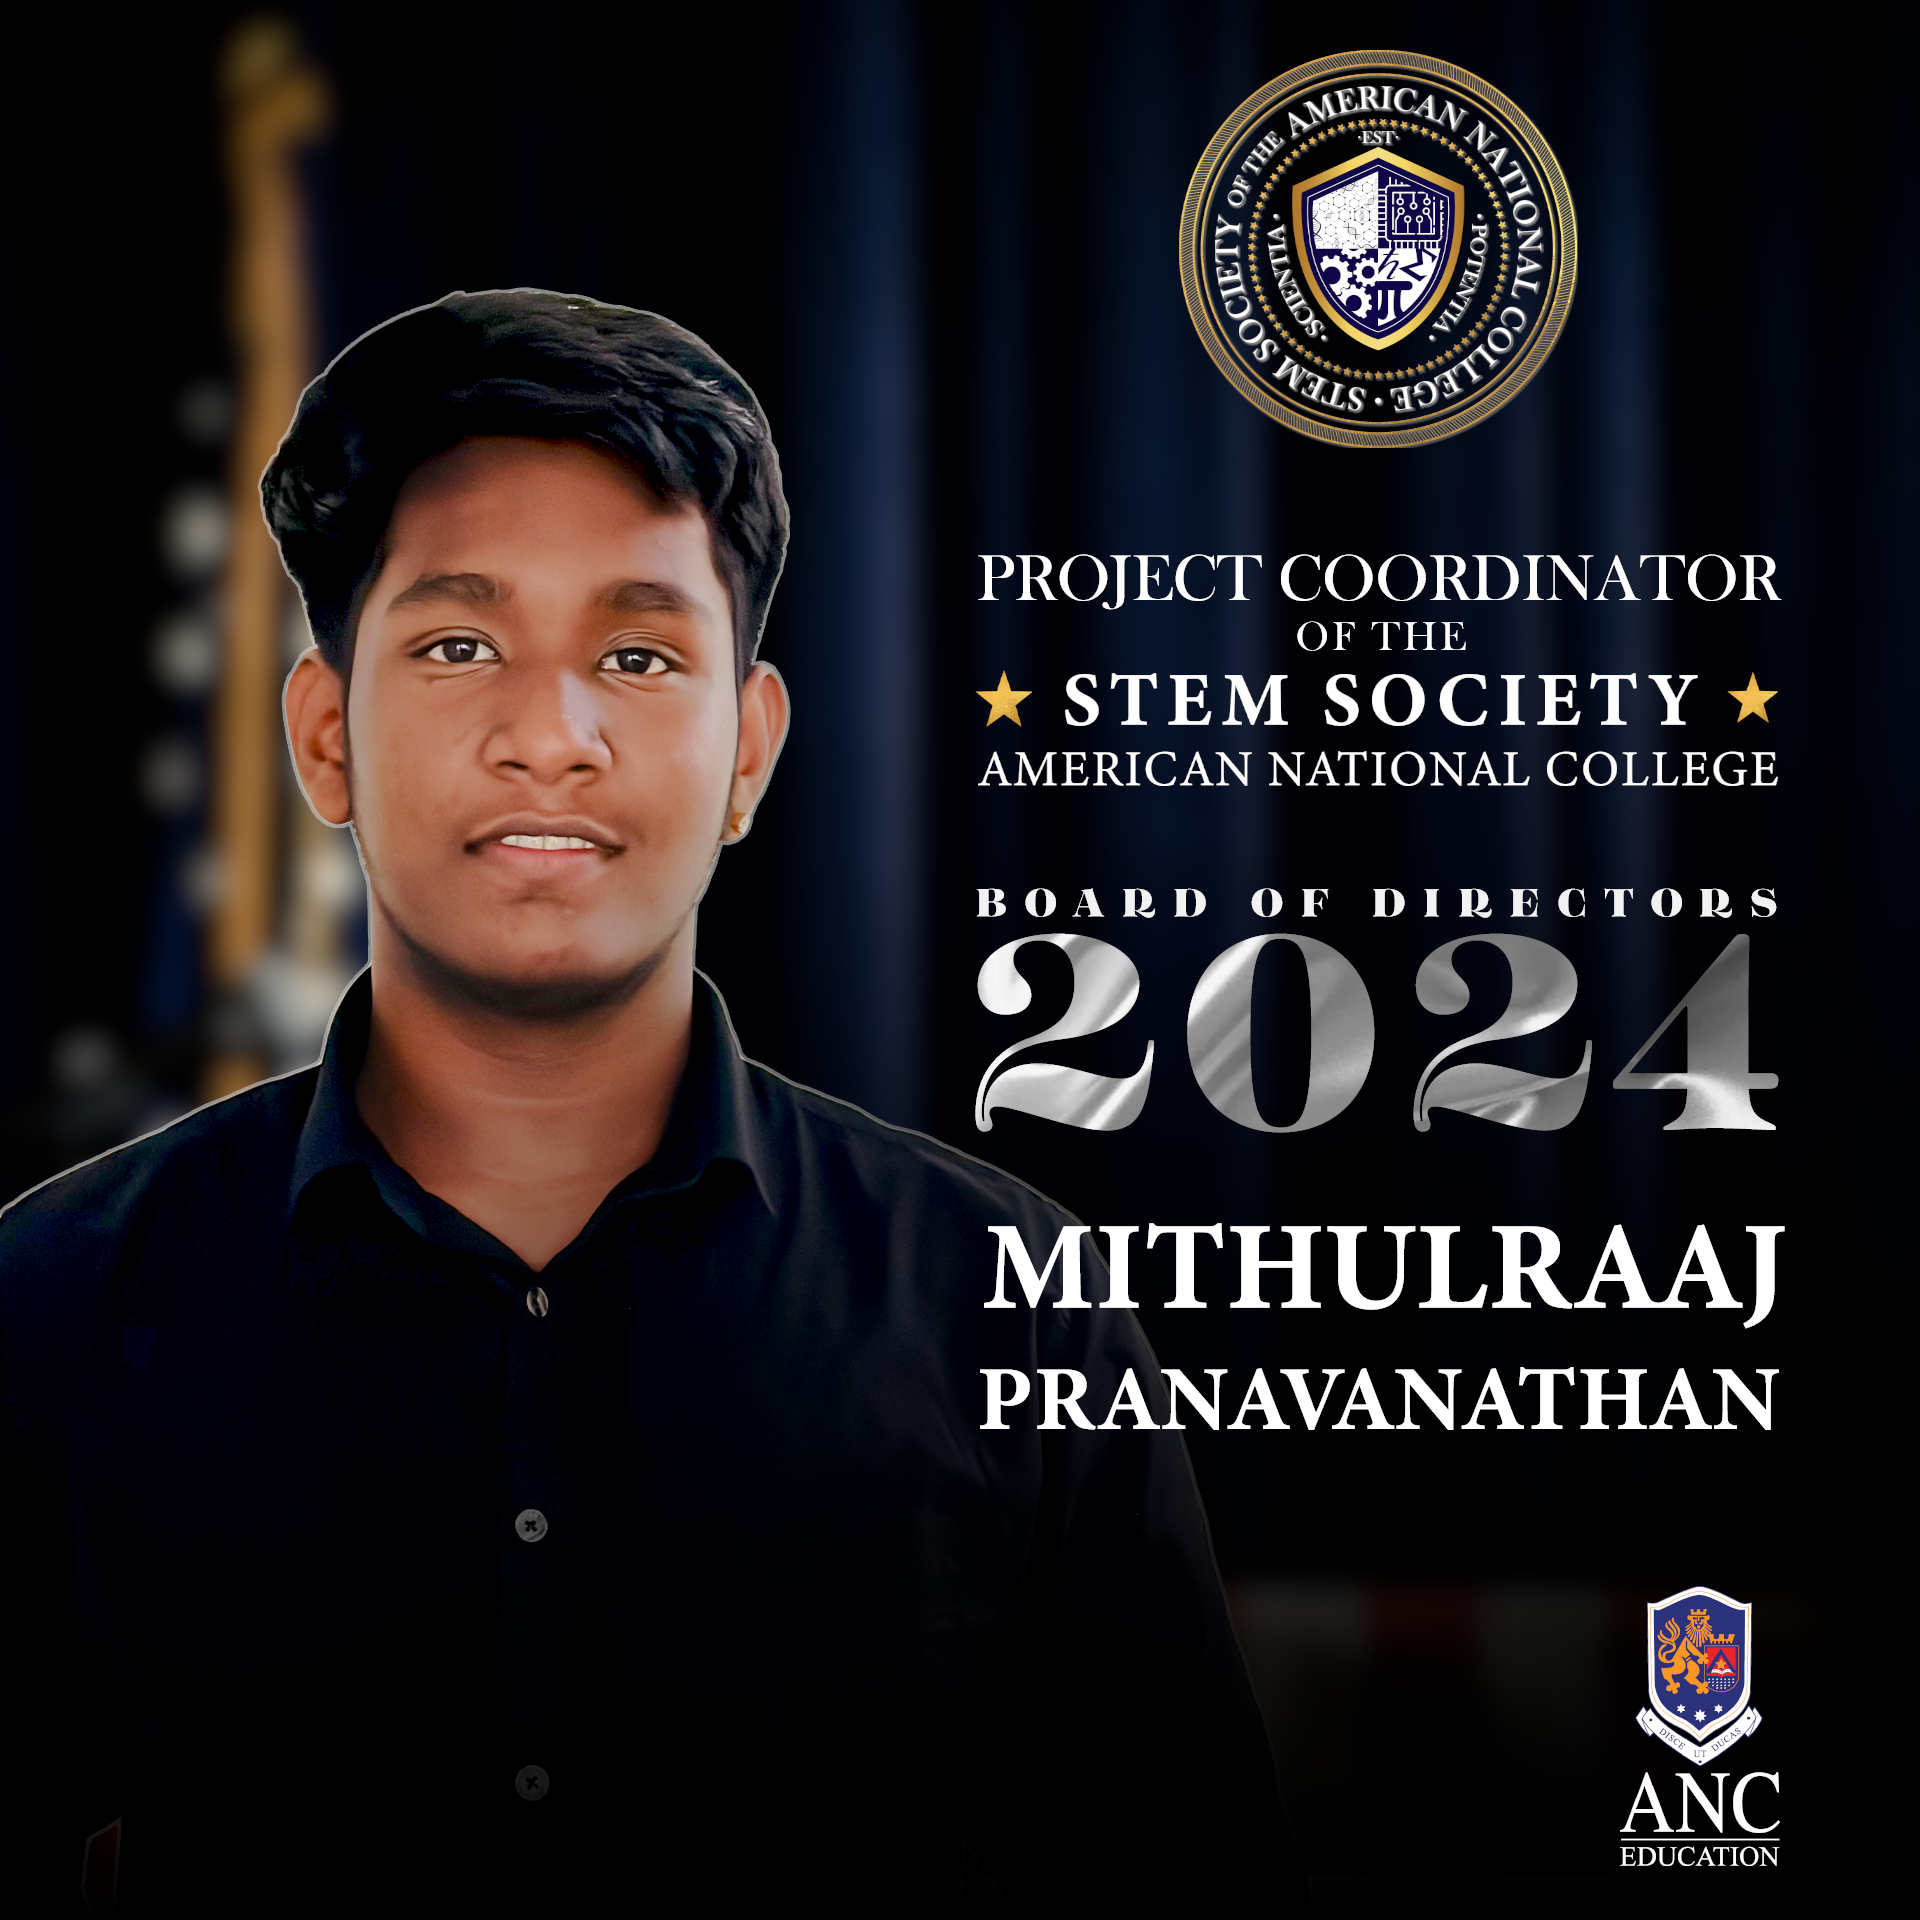 STEM SOCIETY OF THE AMERICAN NATIONAL COLLEGE
·EST·
·SCIENTIA·
·POTENTIA·
ℏ Σ
π
PROJECT COORDINATOR
OF THE
STEM SOCIETY
AMERICAN NATIONAL COLLEGE
BOARD OF DIRECTORS
2024
MITHULRAAJ
PRANAVANATHAN
DISCE UT DUCAS
ANC
EDUCATION